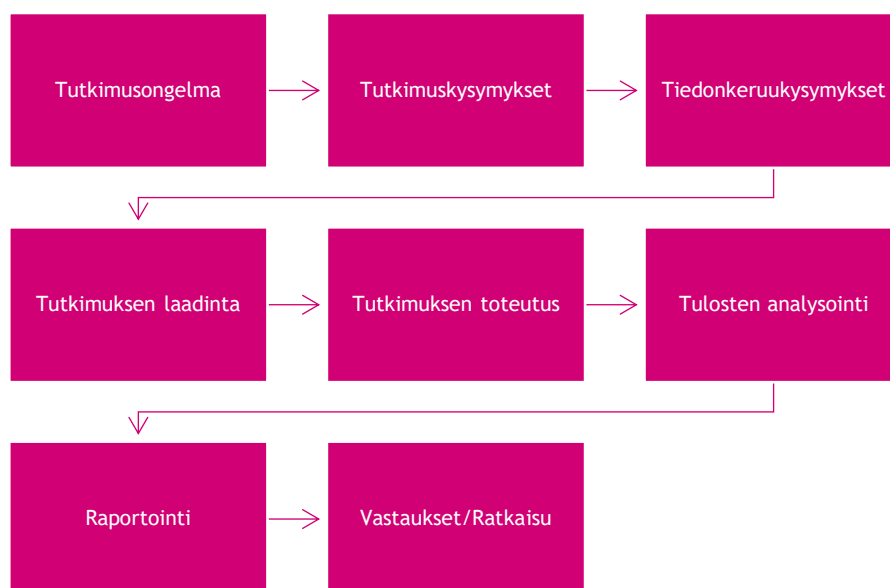 Tutkimusongelma
Tutkimuskysymykset
Tiedonkeruukysymykset
Tutkimuksen laadinta
Tutkimuksen toteutus
Tulosten analysointi
Raportointi
Vastaukset/Ratkaisu